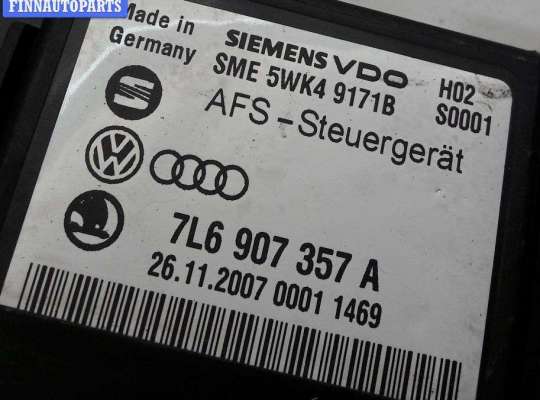 FINNAUTOPARTS
Made in
Germany
SIEMENS VDO
SME 5WK4 9171B
H02
S0001
AFS-Steuergerät
7L6 907 357 A
26.11.2007 0001 1469